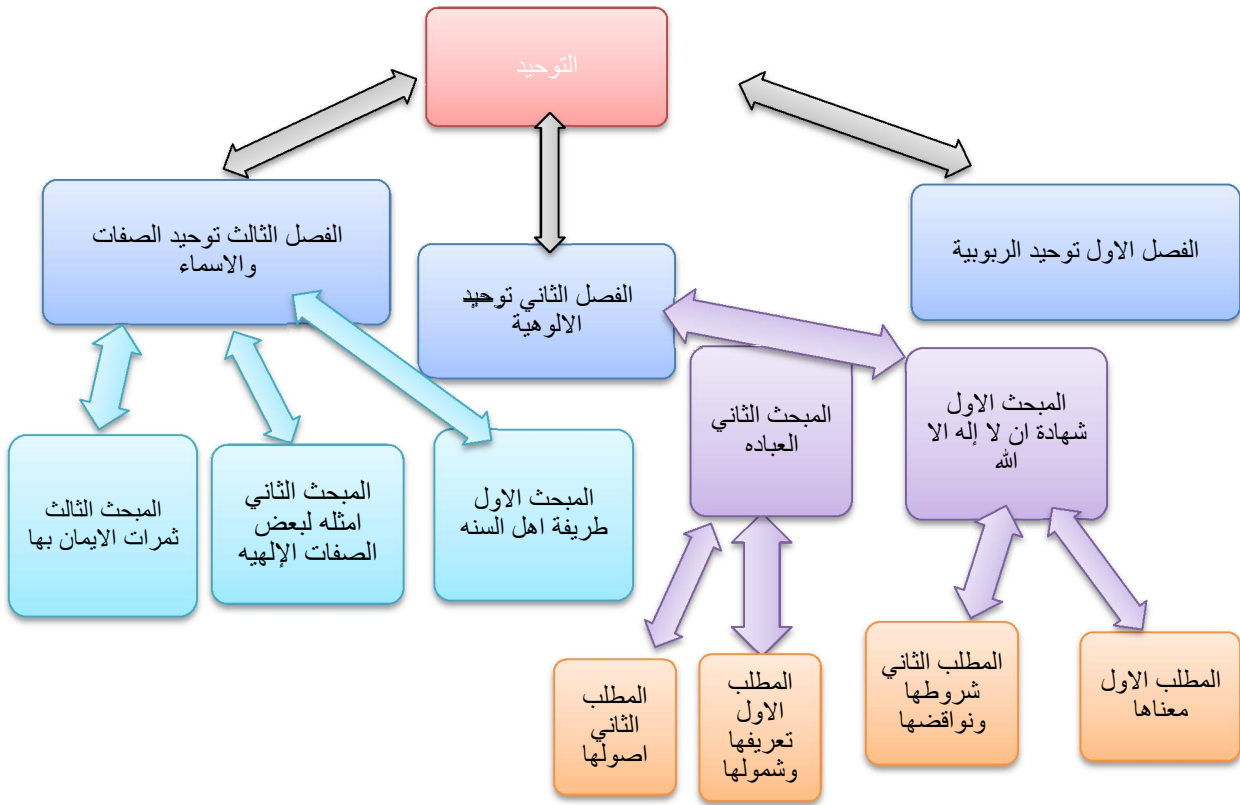 التوحيد
الفصل الاول توحيد الربوبية
الفصل الثاني توحيد
الالوهية
الفصل الثالث توحيد الصفات
والاسماء
المبحث الاول
شهادة ان لا إله الا
الله
المبحث الثاني
العباده
المبحث الاول
طريفة اهل السنه
المبحث الثاني
امثله لبعض
الصفات الإلهيه
المبحث الثالث
ثمرات الايمان بها
المطلب الاول
معناها
المطلب الثاني
شروطها
ونواقضها
المطلب
الاول
تعريفها
وشمولها
المطلب
الثاني
اصولها